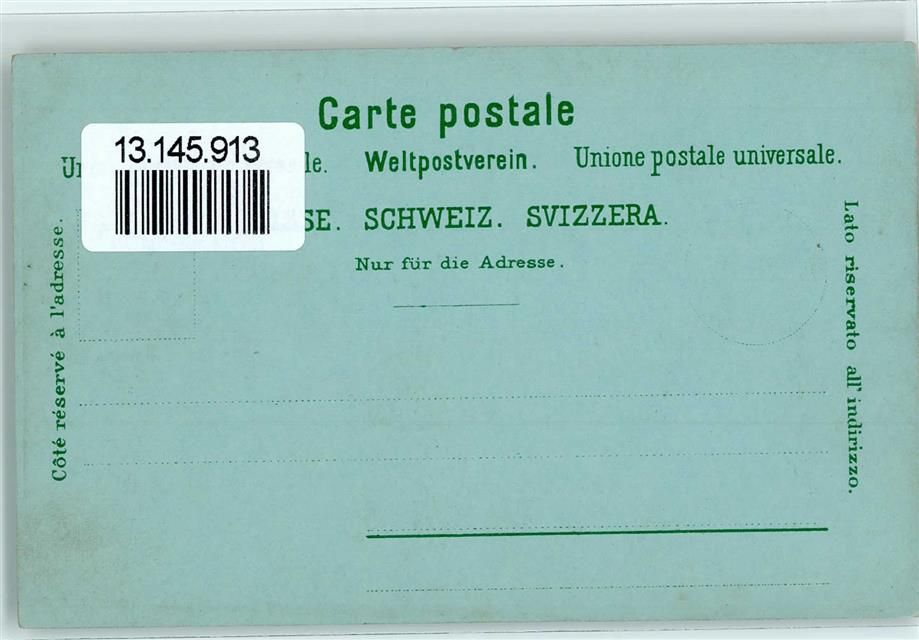 Carte postale
13.145.913
Weltpostverein. Unione postale universale.
SCHWEIZ. SVIZZERA.
Nur für die Adresse.
Côté réservé à l'adresse.
Lato riservato all' indirizzo.